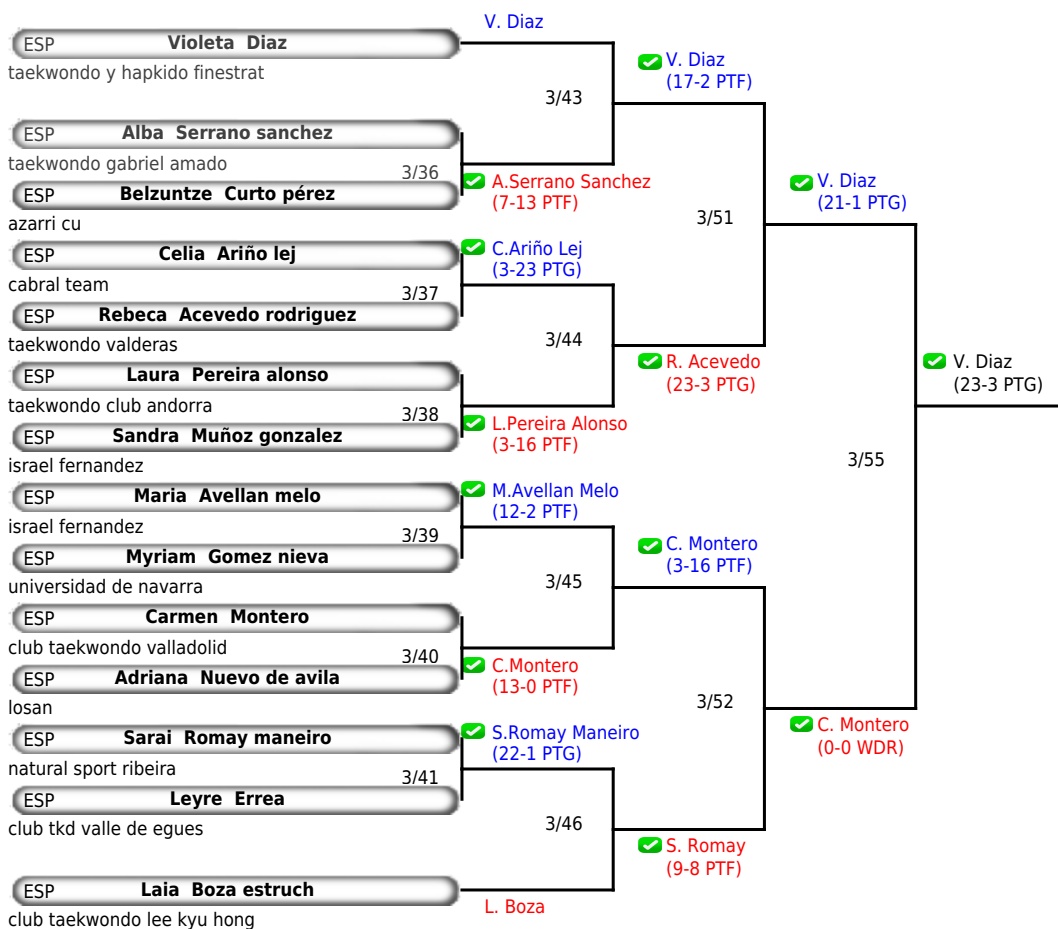 V. Diaz
ESP Violeta Diaz
taekwondo y hapkido finestrat
V. Diaz
(17-2 PTF)
3/43
ESP Alba Serrano sanchez
taekwondo gabriel amado
3/36
ESP Belzuntze Curto pérez
azarri cu
A.Serrano Sanchez
(7-13 PTF)
V. Diaz
(21-1 PTG)
3/51
ESP Celia Ariño lej
cabral team
C.Ariño Lej
(3-23 PTG)
3/37
ESP Rebeca Acevedo rodriguez
taekwondo valderas
3/44
R. Acevedo
(23-3 PTG)
V. Diaz
(23-3 PTG)
ESP Laura Pereira alonso
taekwondo club andorra
3/38
ESP Sandra Muñoz gonzalez
israel fernandez
L.Pereira Alonso
(3-16 PTF)
3/55
ESP Maria Avellan melo
israel fernandez
M.Avellan Melo
(12-2 PTF)
3/39
ESP Myriam Gomez nieva
universidad de navarra
C. Montero
(3-16 PTF)
3/45
ESP Carmen Montero
club taekwondo valladolid
3/40
ESP Adriana Nuevo de avila
losan
C.Montero
(13-0 PTF)
3/52
C. Montero
(0-0 WDR)
ESP Sarai Romay maneiro
natural sport ribeira
S.Romay Maneiro
(22-1 PTG)
3/41
ESP Leyre Errea
club tkd valle de egues
3/46
S. Romay
(9-8 PTF)
ESP Laia Boza estruch
club taekwondo lee kyu hong
L. Boza